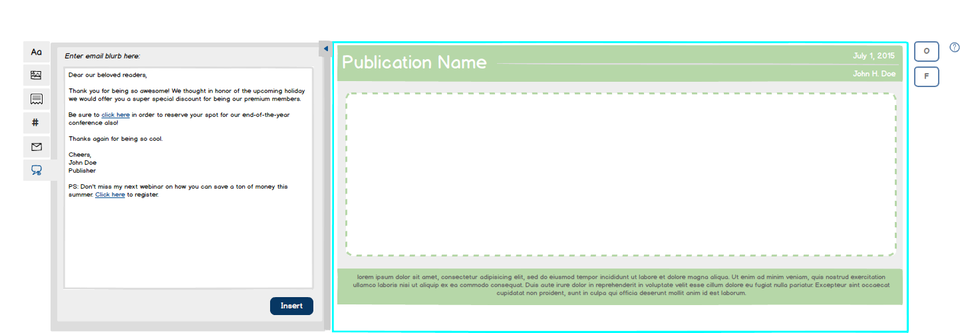 Aa
Enter email blurb here:
Dear our beloved readers,
Thank you for being so awesome! We thought in honor of the upcoming holiday
we would offer you a super special discount for being our premium members.
Be sure to click here in order to reserve your spot for our end-of-the-year
conference also!
Thanks again for being so cool.
Cheers,
John Doe
Publisher
PS: Don't miss my next webinar on how you can save a ton of money this
summer. Click here to register.
#
Insert
Publication Name
July 1, 2015
John H. Doe
lorem ipsum dolor sit amet, consectetur adipisicing elit, sed do eiusmod tempor incididunt ut labore et dolore magna aliqua. Ut enim ad minim veniam, quis nostrud exercitation
ullamco laboris nisi ut aliquip ex ea commodo consequat. Duis aute irure dolor in reprehenderit in voluptate velit esse cillum dolore eu fugiat nulla pariatur. Excepteur sint occaecat
cupidatat non proident, sunt in culpa qui officia deserunt mollit anim id est laborum.
O
F
?